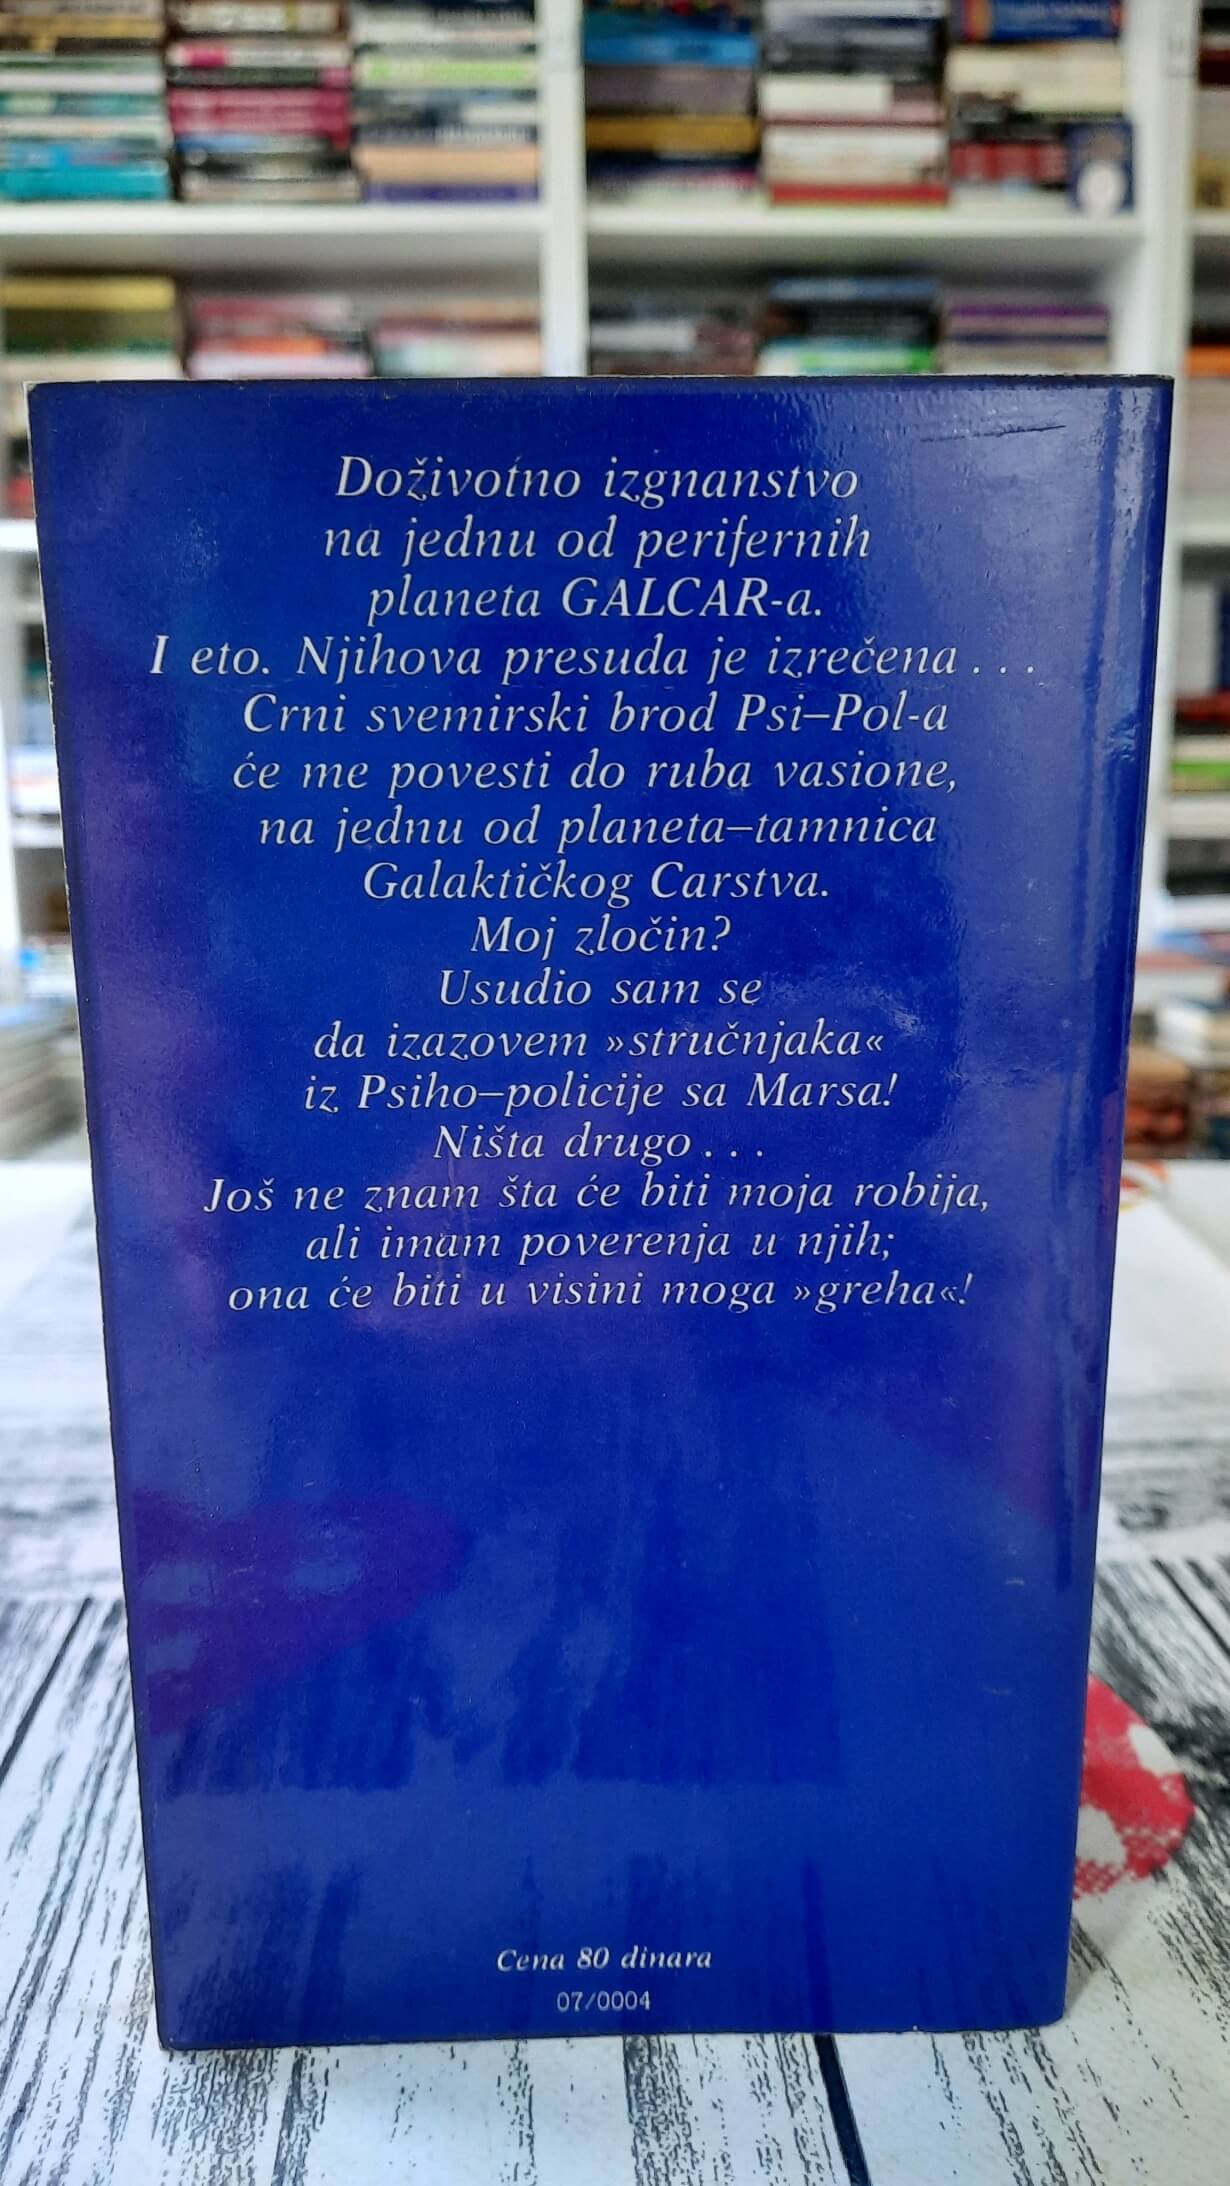 Doživotno izgnanstvo
na jednu od perifernih
planeta GALCAR-a.
I eto. Njihova presuda je izrečena . . .
Crni svemirski brod Psi–Pol-a
će me povesti do ruba vasione,
na jednu od planeta–tamnica
Galaktičkog Carstva.
Moj zločin?
Usudio sam se
da izazovem »stručnjaka«
iz Psiho–policije sa Marsa!
Ništa drugo . . .
Još ne znam šta će biti moja robija,
ali imam poverenja u njih;
ona će biti u visini moga »greha«!
Cena 80 dinara
07/0004